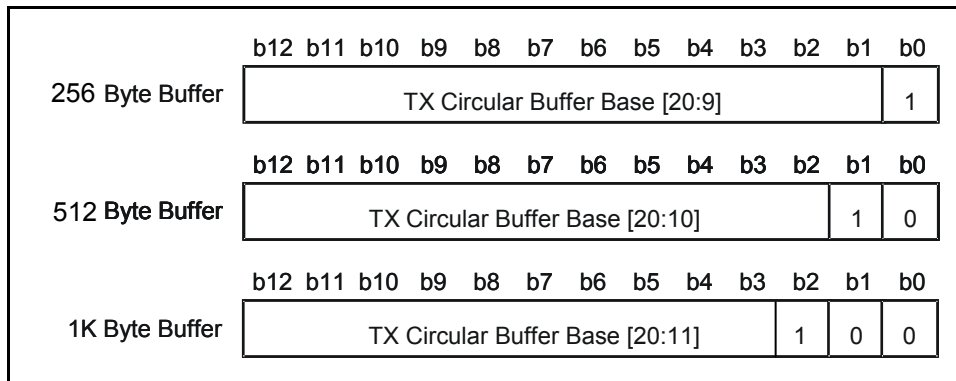 b12 b11 b10 b9 b8 b7 b6 b5 b4 b3 b2 b1 b0
256 Byte Buffer TX Circular Buffer Base [20:9] 1
b12 b11 b10 b9 b8 b7 b6 b5 b4 b3 b2 b1 b0
512 Byte Buffer TX Circular Buffer Base [20:10] 1 0
b12 b11 b10 b9 b8 b7 b6 b5 b4 b3 b2 b1 b0
1K Byte Buffer TX Circular Buffer Base [20:11] 1 0 0